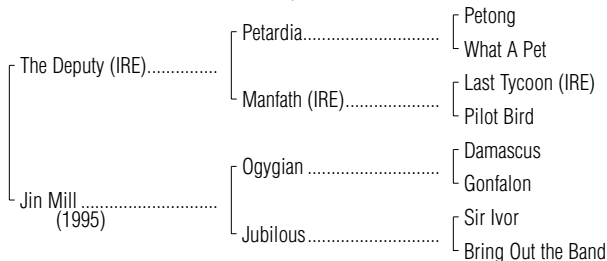 Petong
Petardia
What A Pet
The Deputy (IRE)
Last Tycoon (IRE)
Manfath (IRE)
Pilot Bird
Damascus
Ogygian
Gonfalon
Jin Mill
(1995)
Sir Ivor
Jubilous
Bring Out the Band